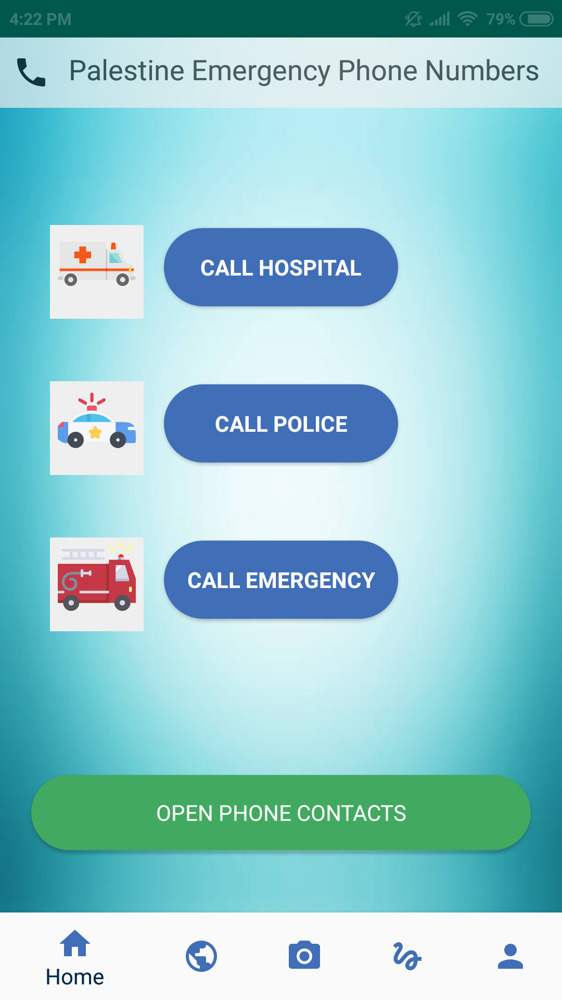 4:22 PM
79%
Palestine Emergency Phone Numbers
CALL HOSPITAL
CALL POLICE
CALL EMERGENCY
OPEN PHONE CONTACTS
Home